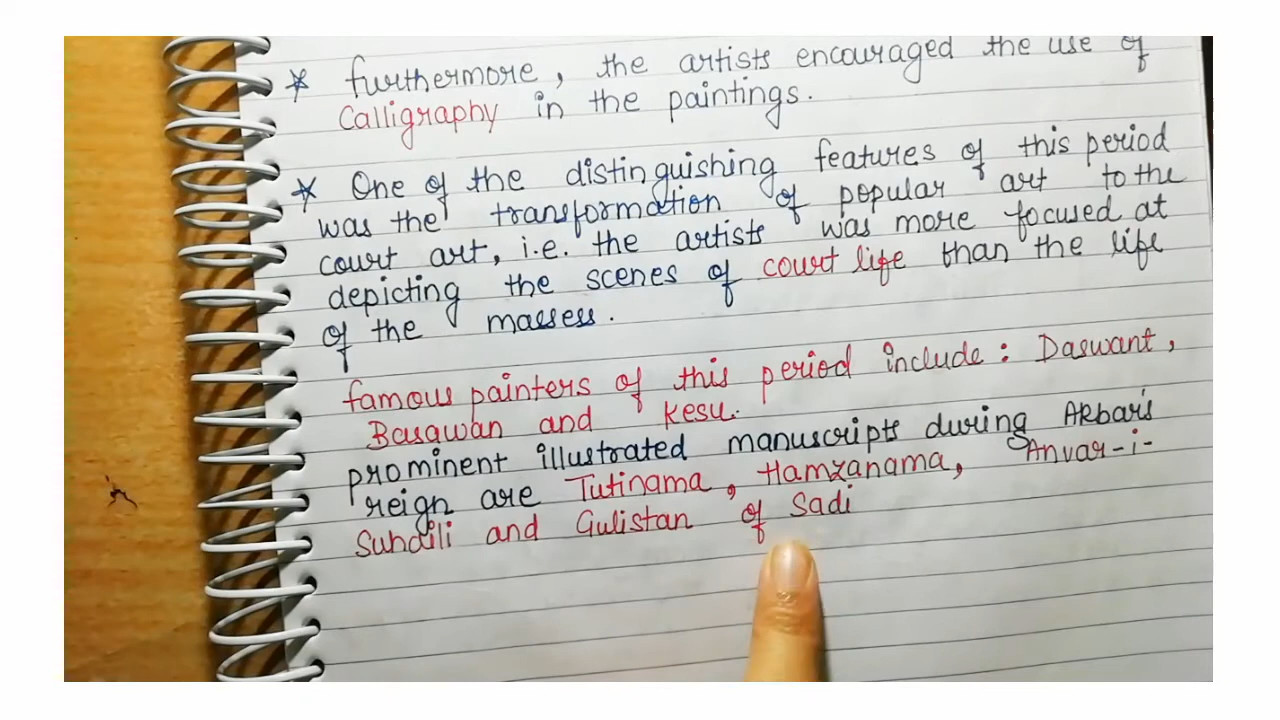 * furthermore, the artists encouraged the use of
Calligraphy in the paintings.
* One of the distinguishing features of this period
was the transformation of popular art to the
court art, i.e. the artists was more focused at
depicting the scenes of court life than the life
of the massess.
famous painters of this period include: Daswant,
Basawan and Kesu.
prominent illustrated manuscripts during Akbar's
reign are Tutinama, Hamzanama, Anvar-i-
Suhaili and Gulistan of Sadi